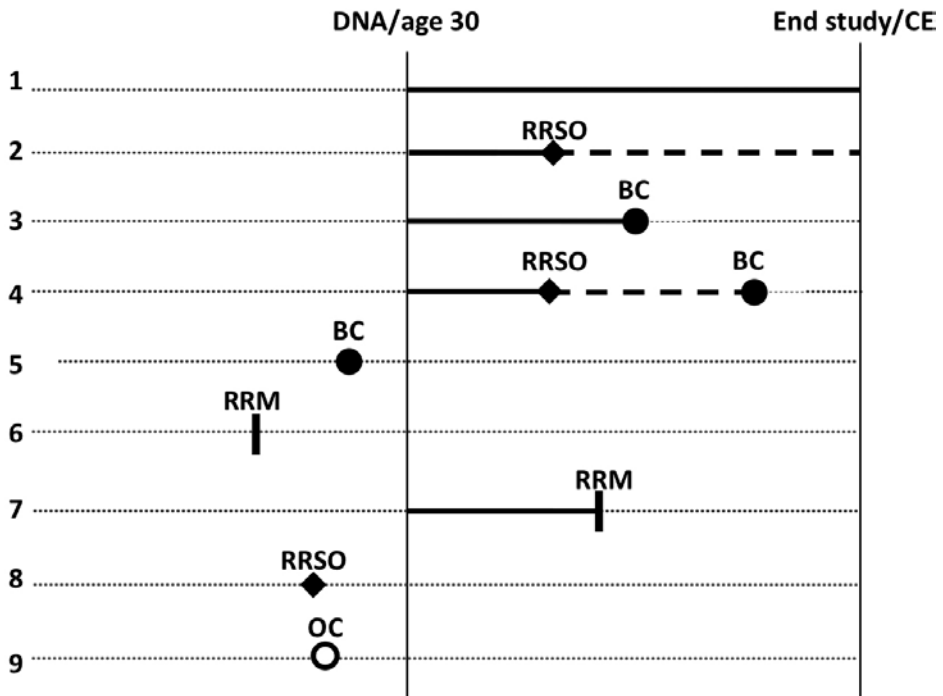 DNA/age 30 End study/CE
1
RRSO
2
BC
3
RRSO BC
4
BC
5
RRM
6
RRM
7
RRSO
8
OC
9